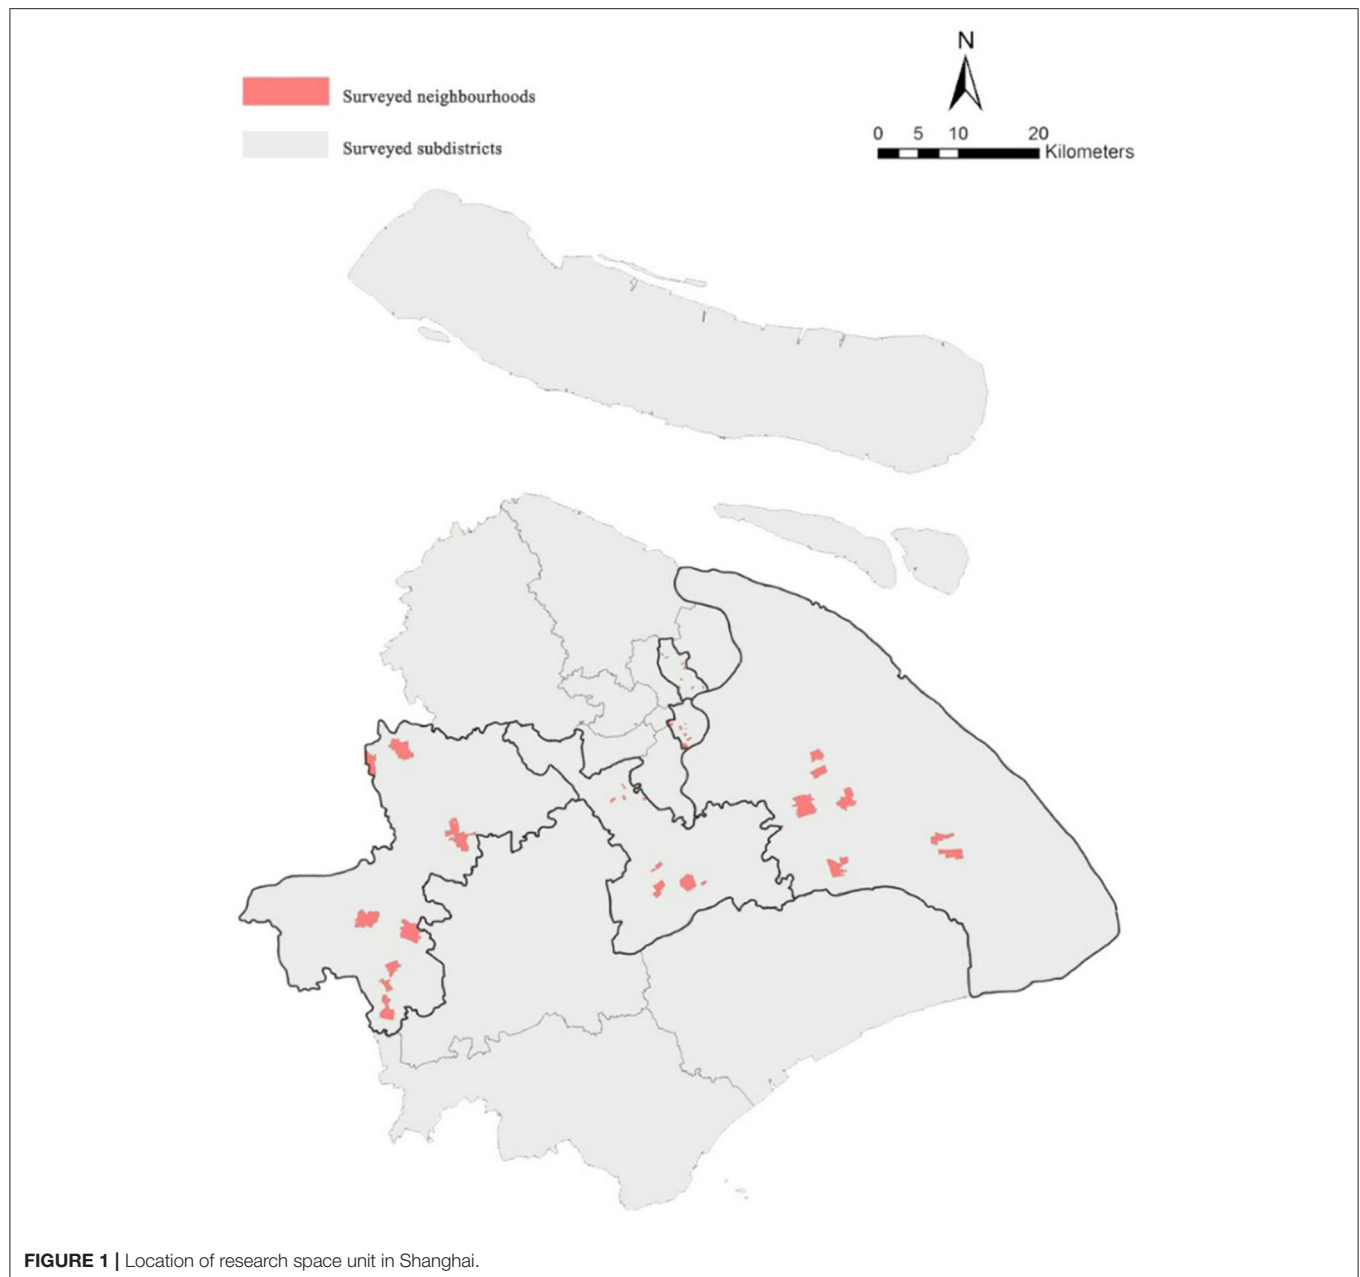 N
Surveyed neighbourhoods
Surveyed subdistricts
0 5 10 20
Kilometers
FIGURE 1 | Location of research space unit in Shanghai.